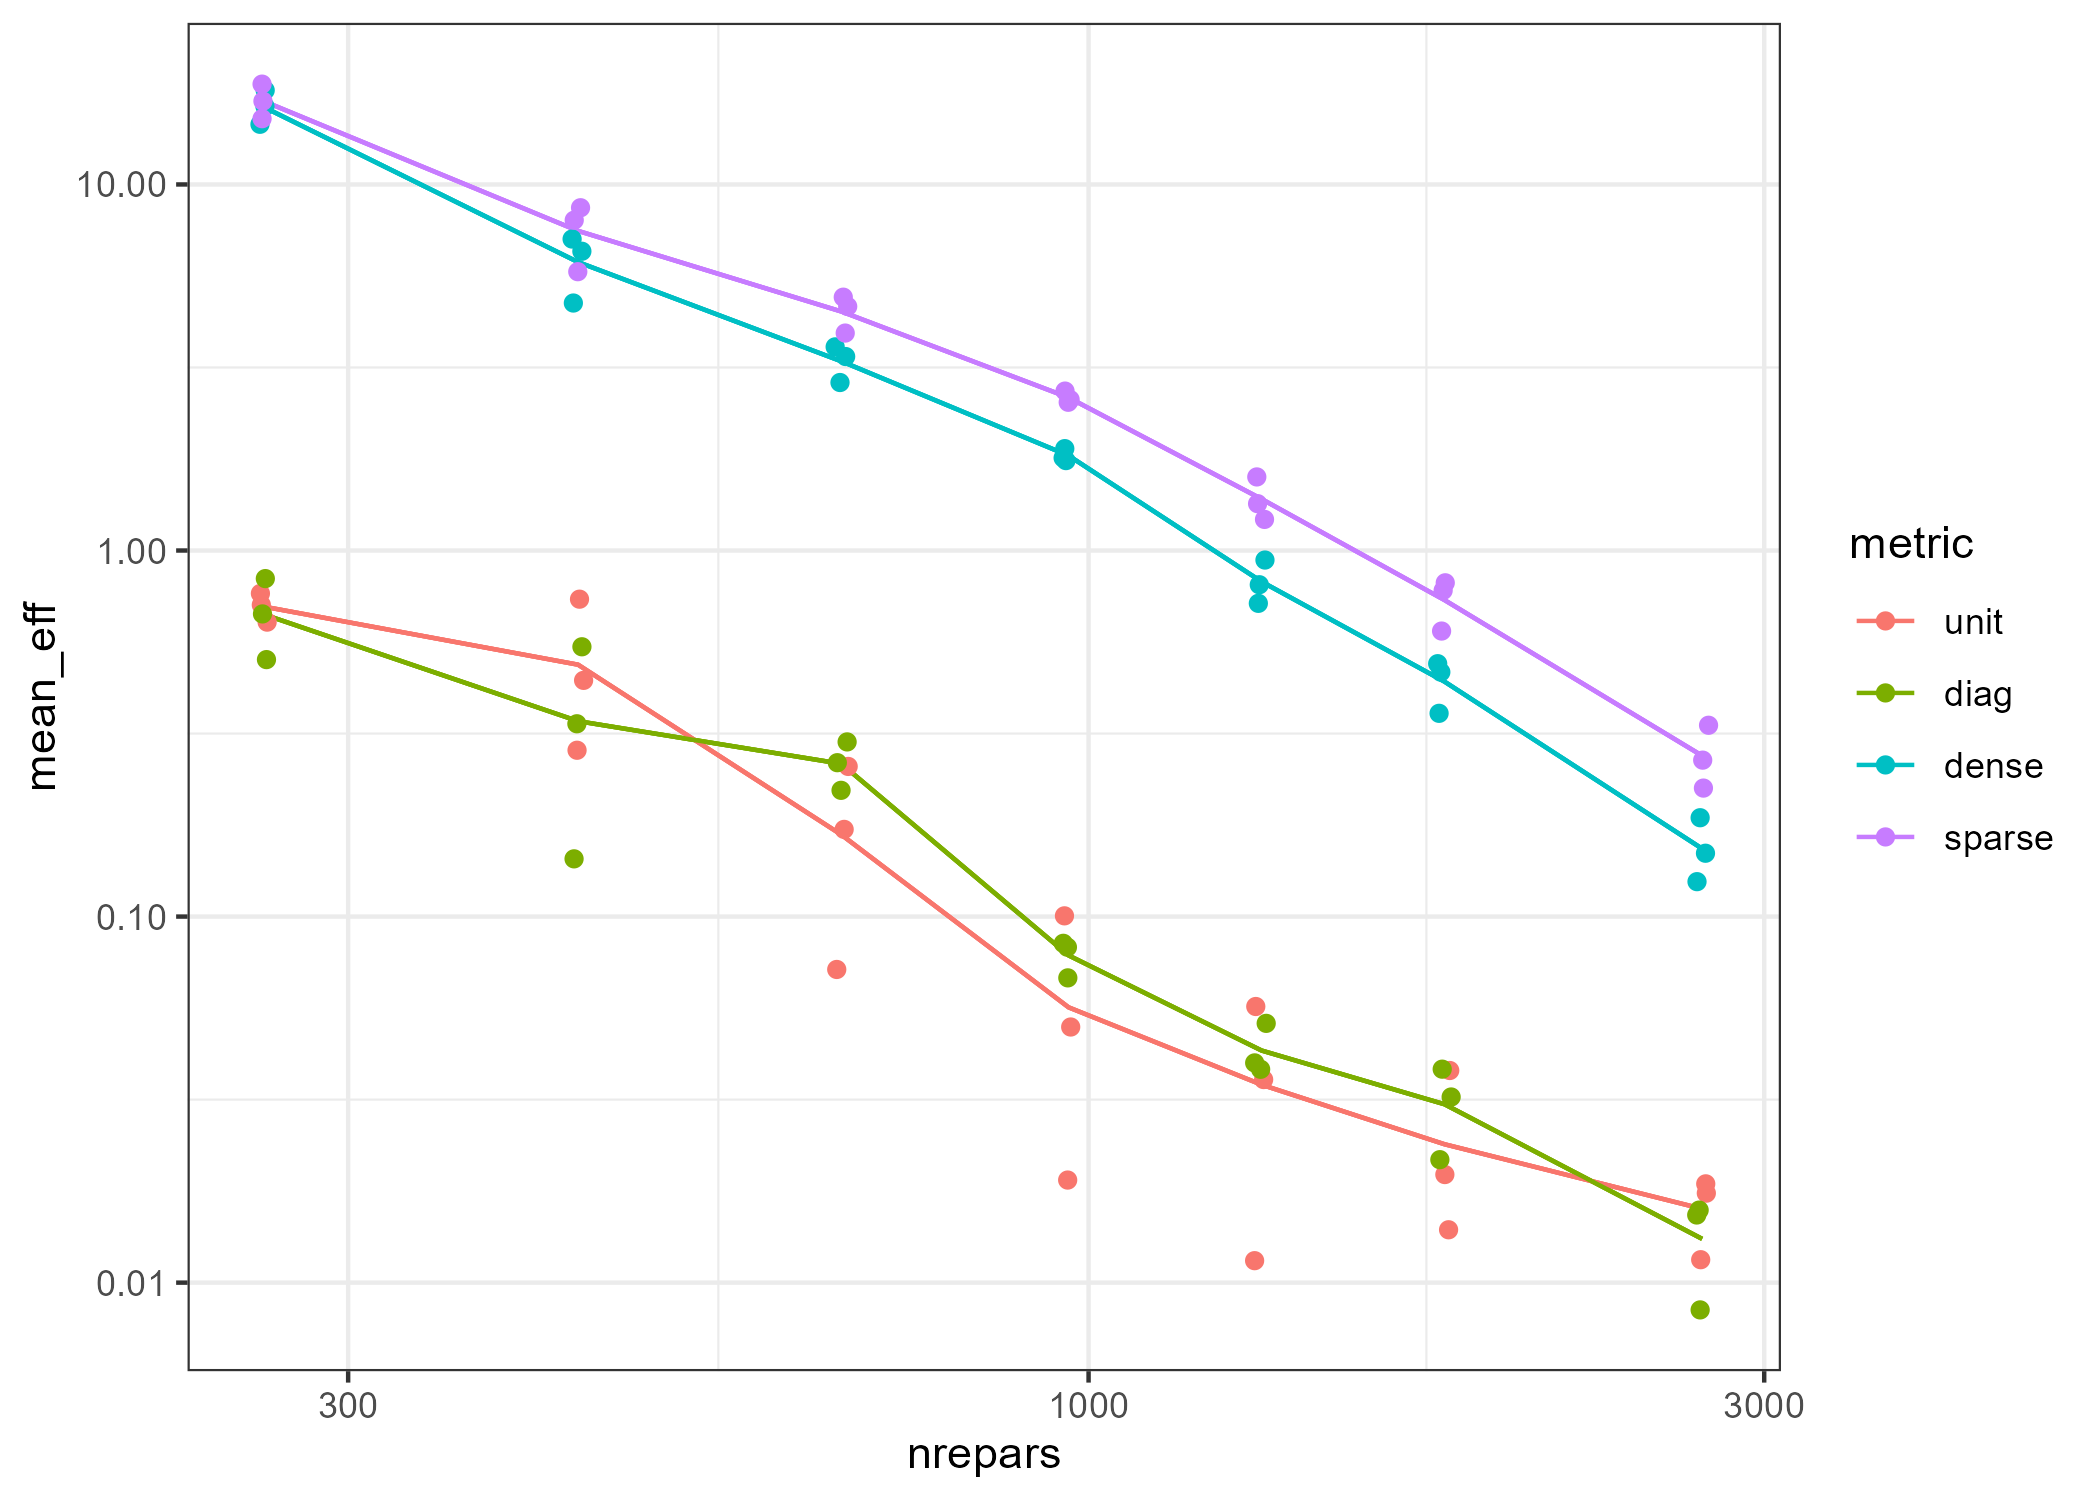 10.00
1.00
0.10
0.01
mean_eff
300
1000
3000
nrepars
metric
unit
diag
dense
sparse